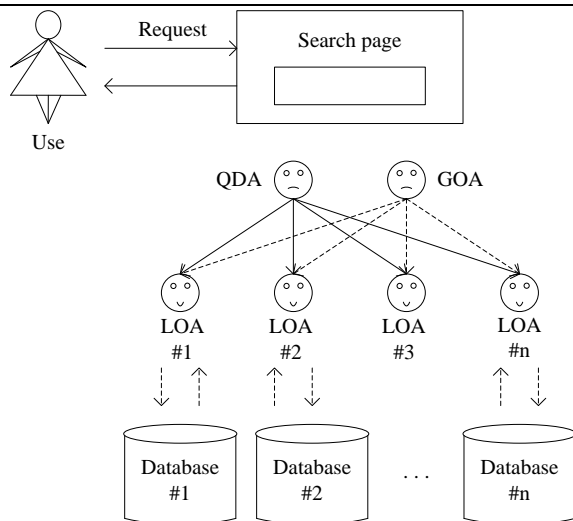 Request
Search page
Use
QDA
GOA
LOA
#1
LOA
#2
LOA
#3
LOA
#n
Database
#1
Database
#2
. . .
Database
#n